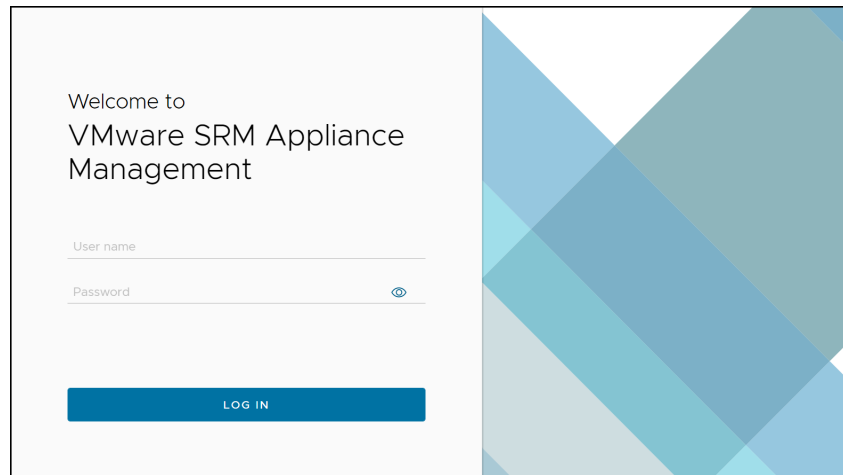 Welcome to
VMware SRM Appliance
Management
User name
Password
LOG IN